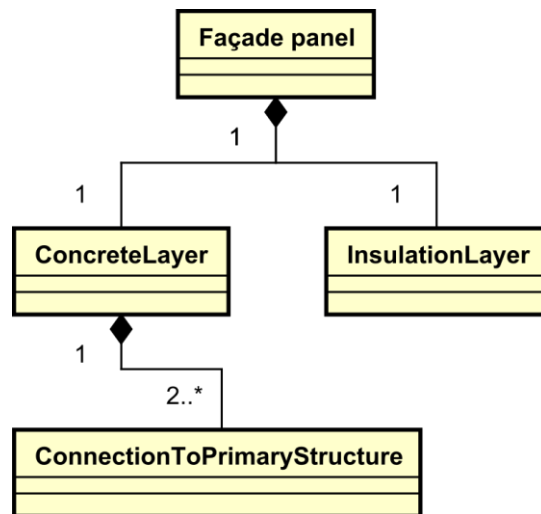 Façade panel
1
1
1
ConcreteLayer
InsulationLayer
1
2..*
ConnectionToPrimaryStructure